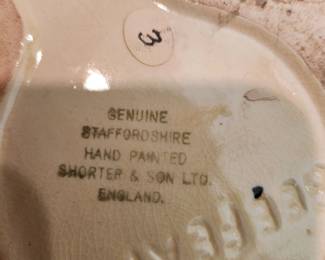 3
GENUINE
STAFFORDSHIRE
HAND PAINTED
SHORTER & SON LTD.
ENGLAND.